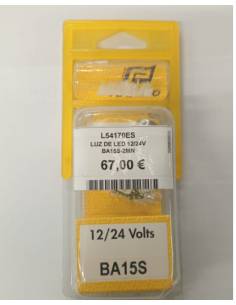 L54170ES
LUZ DE LED 12/24V
BA15S-2MN
67,00 €
12/24 Volts
BA15S